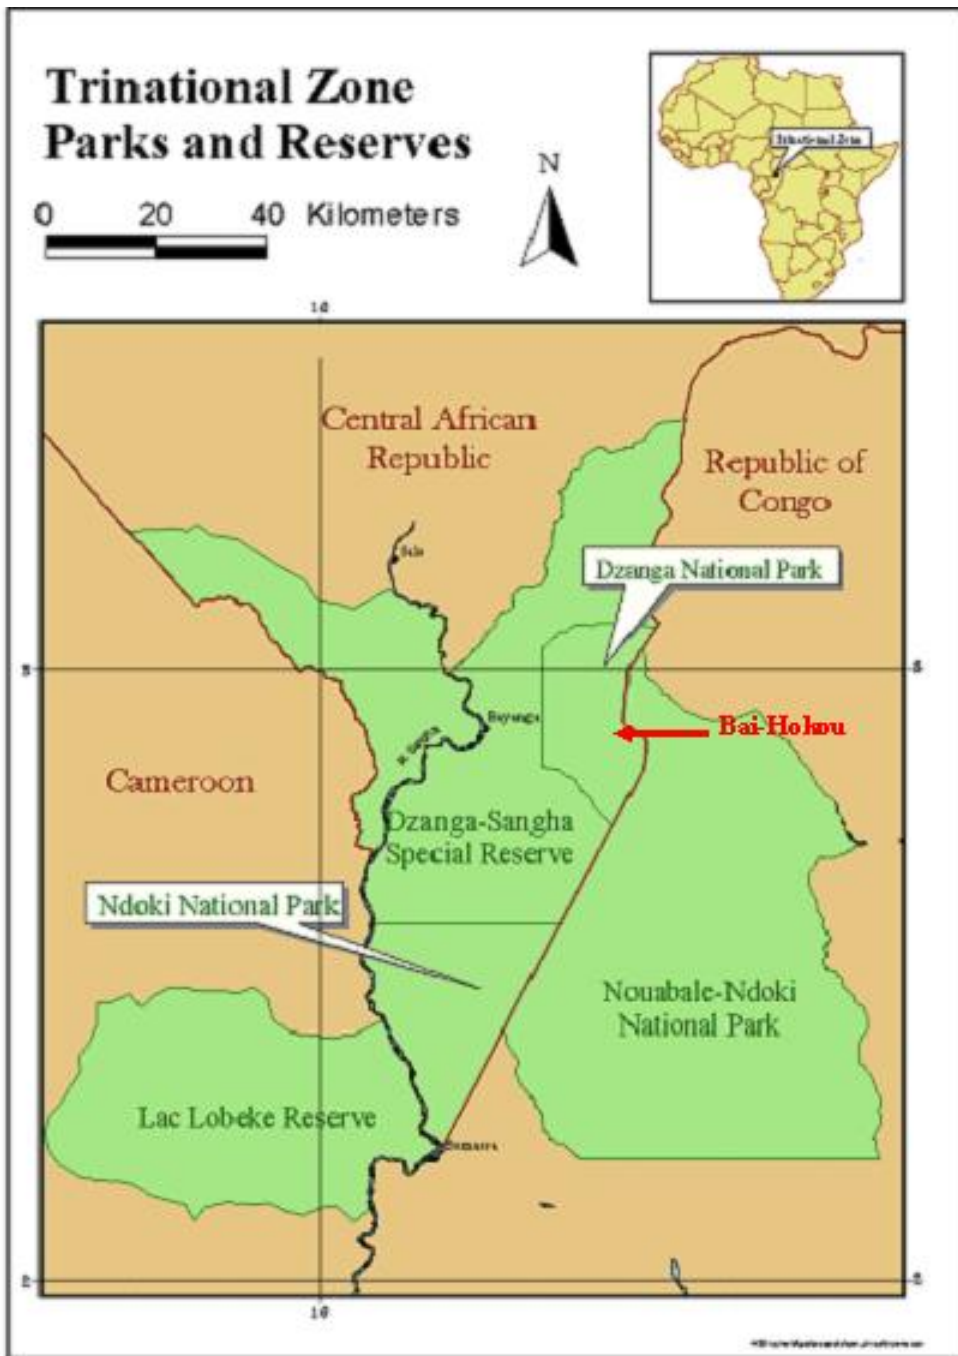 Trinational Zone
Parks and Reserves
0 20 40 Kilometers
N
16
Central African
Republic
Republic of
Congo
Dzanga National Park
Bayanga
Bai-Hokou
Cameroon
Dzanga-Sangha
Special Reserve
Ndoki National Park
Nouabale-Ndoki
National Park
Lac Lobeke Reserve
16